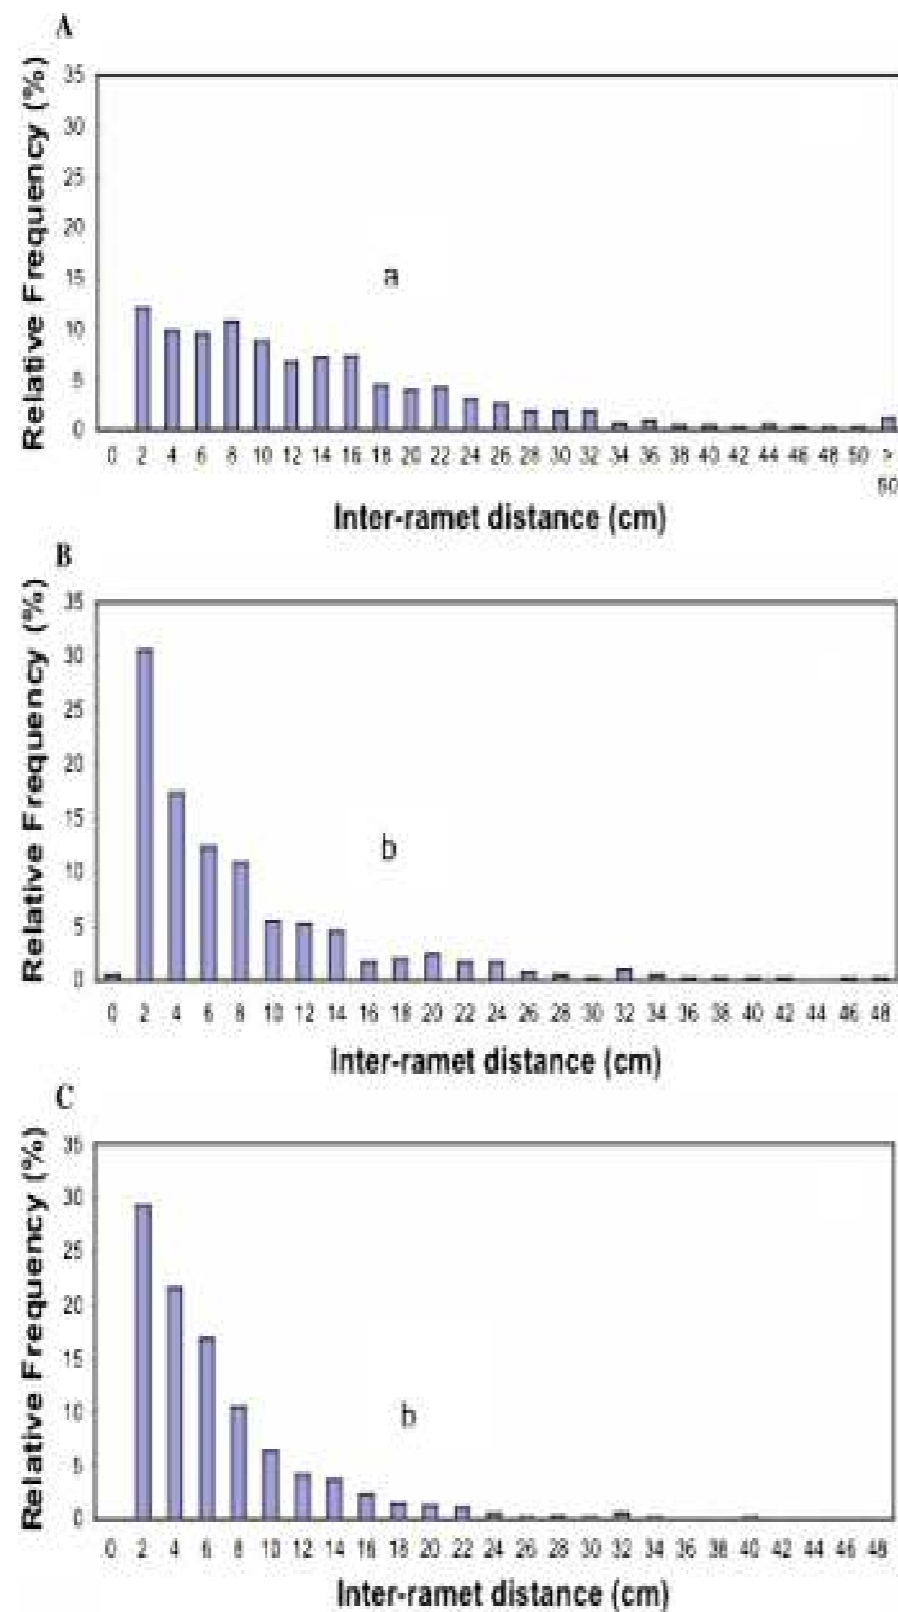 A
Relative Frequency (%)
35
30
25
20
15
10
5
0
0 2 4 6 8 10 12 14 16 18 20 22 24 26 28 30 32 34 36 38 40 42 44 46 48 50 >
50
a
Inter-ramet distance (cm)
B
Relative Frequency (%)
35
30
25
20
15
10
5
0
0 2 4 6 8 10 12 14 16 18 20 22 24 26 28 30 32 34 36 38 40 42 44 46 48
b
Inter-ramet distance (cm)
C
Relative Frequency (%)
35
30
25
20
15
10
5
0
0 2 4 6 8 10 12 14 16 18 20 22 24 26 28 30 32 34 36 38 40 42 44 46 48
b
Inter-ramet distance (cm)